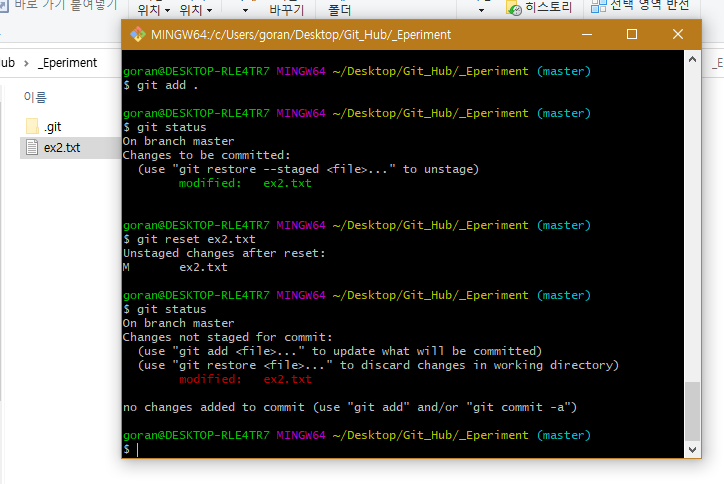 바로 가기 붙여넣기
위치
위치
바꾸기
폴더
히스토리
선택 영역 반전
ub › _Eperiment
이름
.git
ex2.txt
MINGW64:/c/Users/goran/Desktop/Git_Hub/_Eperiment
goran@DESKTOP-RLE4TR7 MINGW64 ~/Desktop/Git_Hub/_Eperiment (master)
$ git add .
goran@DESKTOP-RLE4TR7 MINGW64 ~/Desktop/Git_Hub/_Eperiment (master)
$ git status
On branch master
Changes to be committed:
  (use "git restore --staged <file>..." to unstage)
        modified:   ex2.txt
goran@DESKTOP-RLE4TR7 MINGW64 ~/Desktop/Git_Hub/_Eperiment (master)
$ git reset ex2.txt
Unstaged changes after reset:
M       ex2.txt
goran@DESKTOP-RLE4TR7 MINGW64 ~/Desktop/Git_Hub/_Eperiment (master)
$ git status
On branch master
Changes not staged for commit:
  (use "git add <file>..." to update what will be committed)
  (use "git restore <file>..." to discard changes in working directory)
        modified:   ex2.txt
no changes added to commit (use "git add" and/or "git commit -a")
goran@DESKTOP-RLE4TR7 MINGW64 ~/Desktop/Git_Hub/_Eperiment (master)
$
_E